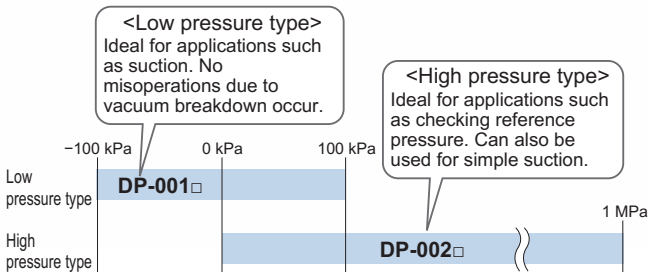 <Low pressure type>
Ideal for applications such
as suction. No
misoperations due to
vacuum breakdown occur.
<High pressure type>
Ideal for applications such
as checking reference
pressure. Can also be
used for simple suction.
−100 kPa 0 kPa 100 kPa
Low
pressure type
DP-001□
1 MPa
High
pressure type
DP-002□